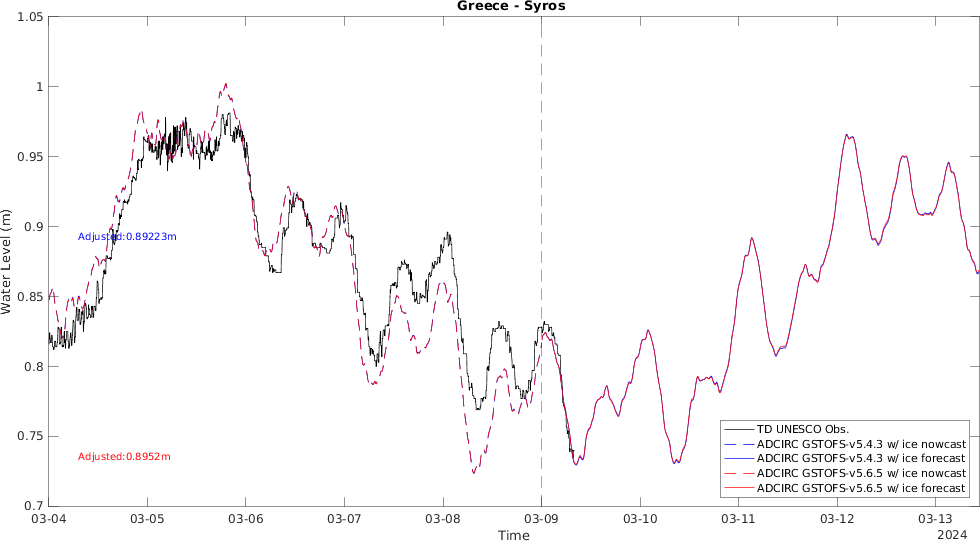 Greece - Syros
1.05
1
0.95
0.9
0.85
0.8
0.75
0.7
Water Level (m)
Adjusted:0.89223m
Adjusted:0.8952m
TD UNESCO Obs.
ADCIRC GSTOFS-v5.4.3 w/ ice nowcast
ADCIRC GSTOFS-v5.4.3 w/ ice forecast
ADCIRC GSTOFS-v5.6.5 w/ ice nowcast
ADCIRC GSTOFS-v5.6.5 w/ ice forecast
03-04 03-05 03-06 03-07 03-08 03-09 03-10 03-11 03-12 03-13
Time
2024